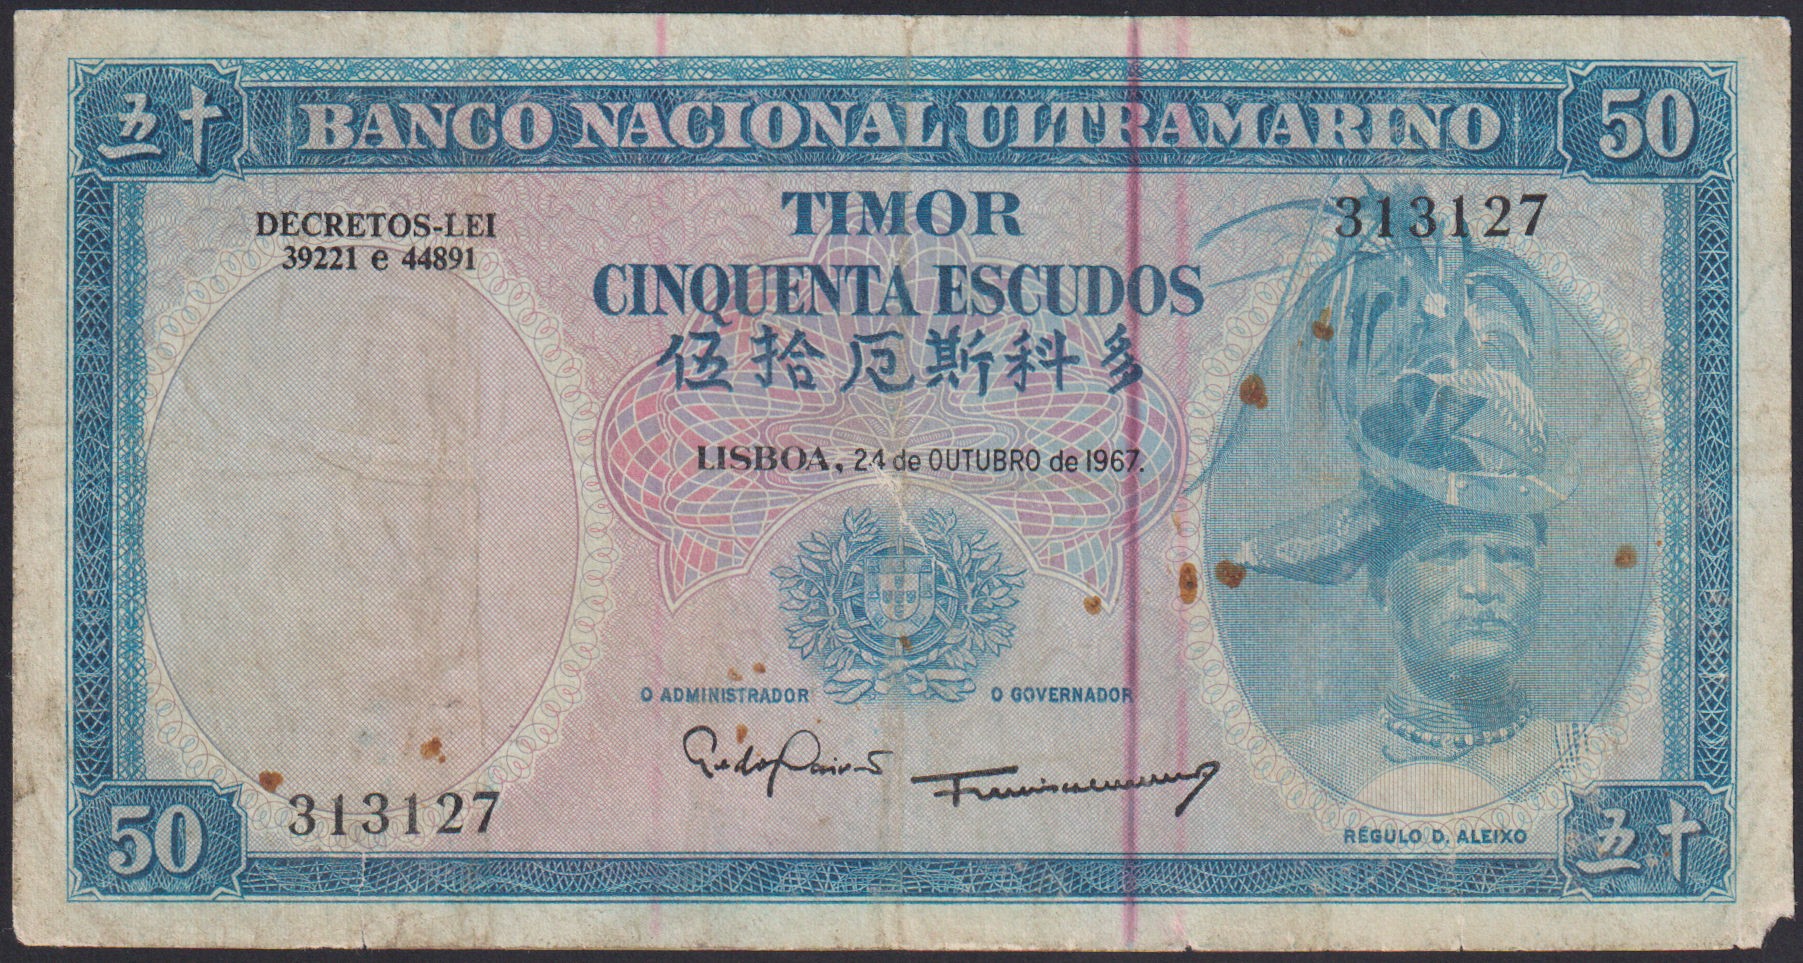 五十 BANCO NACIONAL ULTRAMARINO 50
TIMOR
DECRETOS-LEI
39221 e 44891
313127
CINQUENTA ESCUDOS
伍拾厄斯科多
LISBOA, 24 de OUTUBRO de 1967.
O ADMINISTRADOR O GOVERNADOR
50
313127
RÉGULO D. ALEIXO
五十